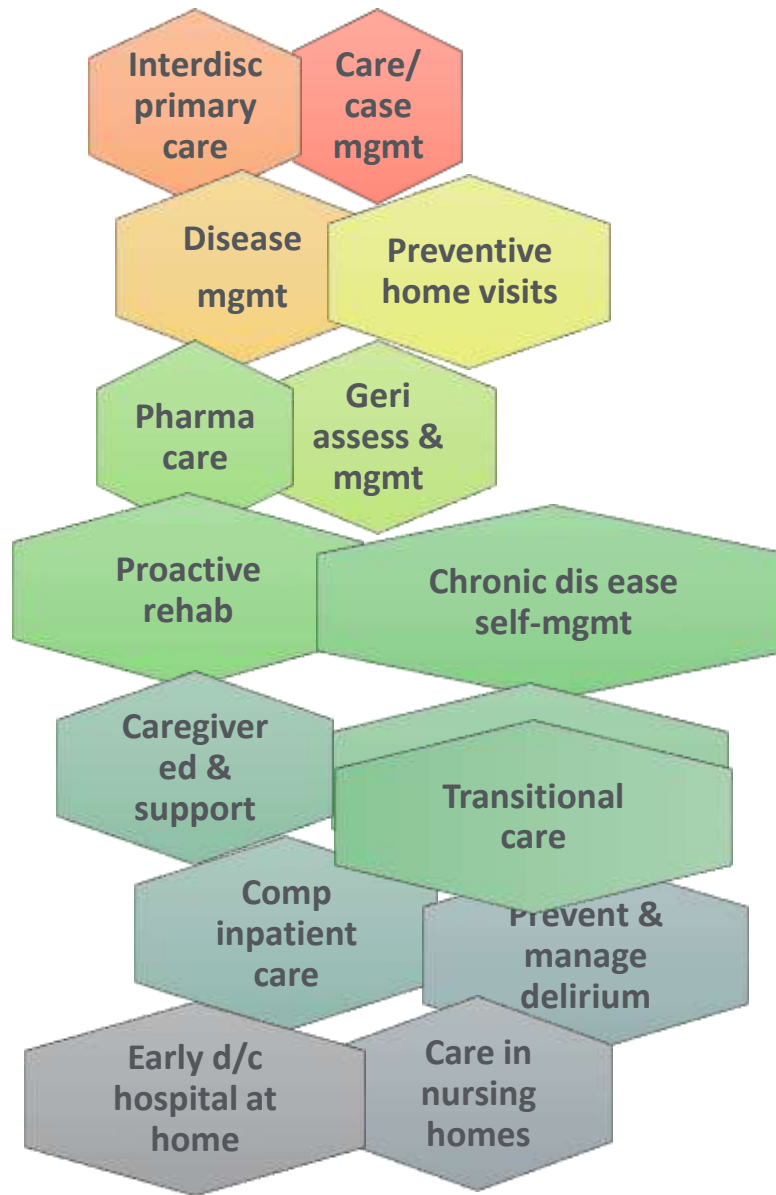 Interdisc
primary
care
Care/
case
mgmt
Disease
mgmt
Preventive
home visits
Pharma
care
Geri
assess &
mgmt
Proactive
rehab
Chronic dis ease
self-mgmt
Caregiver
ed &
support
Transitional
care
Comp
inpatient
care
Prevent &
manage
delirium
Early d/c
hospital at
home
Care in
nursing
homes